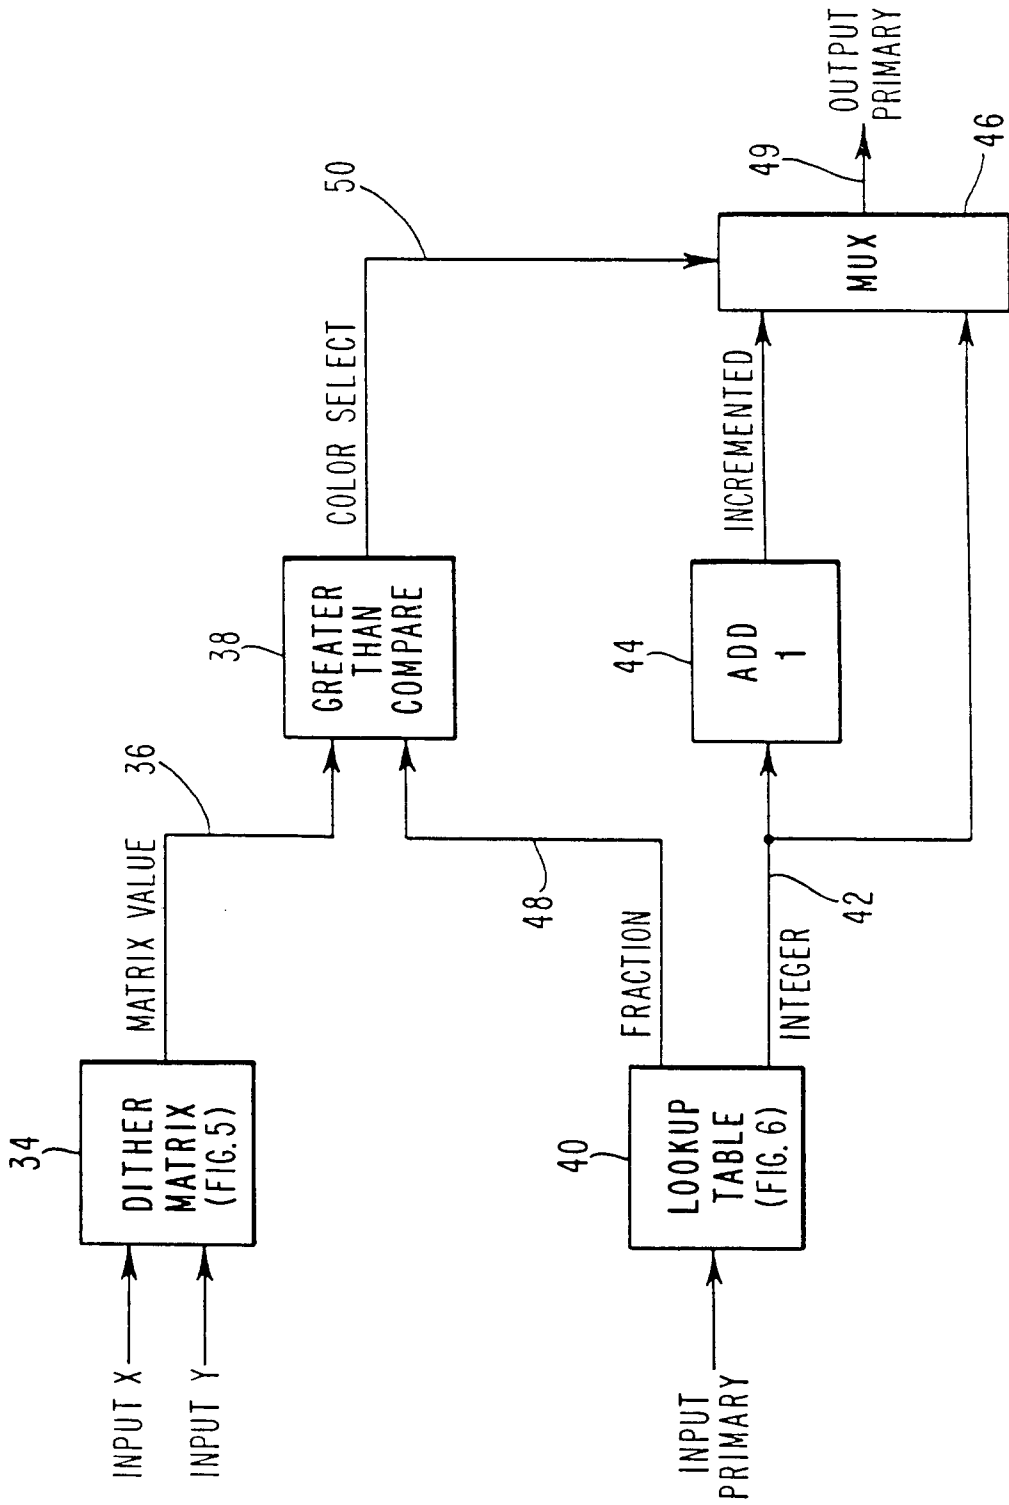 INPUT X
INPUT Y
34
DITHER
MATRIX
(FIG.5)
MATRIX VALUE
36
38
GREATER
THAN
COMPARE
COLOR SELECT
50
INPUT
PRIMARY
40
LOOKUP
TABLE
(FIG.6)
FRACTION
48
INTEGER
42
44
ADD
1
INCREMENTED
MUX
46
49
OUTPUT
PRIMARY